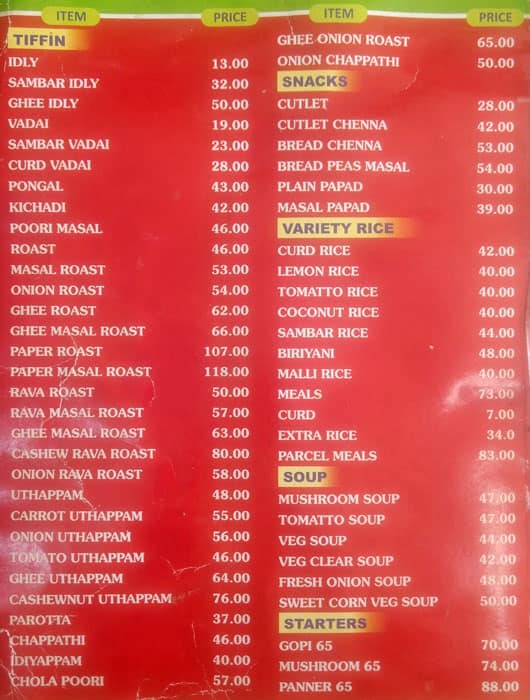 ITEM PRICE
TIFFIN
IDLY 13.00
SAMBAR IDLY 32.00
GHEE IDLY 50.00
VADAI 19.00
SAMBAR VADAI 23.00
CURD VADAI 28.00
PONGAL 43.00
KICHADI 42.00
POORI MASAL 46.00
ROAST 46.00
MASAL ROAST 53.00
ONION ROAST 54.00
GHEE ROAST 62.00
GHEE MASAL ROAST 66.00
PAPER ROAST 107.00
PAPER MASAL ROAST 118.00
RAVA ROAST 50.00
RAVA MASAL ROAST 57.00
GHEE MASAL ROAST 63.00
CASHEW RAVA ROAST 80.00
ONION RAVA ROAST 58.00
UTHAPPAM 48.00
CARROT UTHAPPAM 55.00
ONION UTHAPPAM 56.00
TOMATO UTHAPPAM 46.00
GHEE UTHAPPAM 64.00
CASHEWNUT UTHAPPAM 76.00
PAROTTA 37.00
CHAPPATHI 46.00
IDIYAPPAM 40.00
CHOLA POORI 57.00
ITEM PRICE
GHEE ONION ROAST 65.00
ONION CHAPPATHI 50.00
SNACKS
CUTLET 28.00
CUTLET CHENNA 42.00
BREAD CHENNA 53.00
BREAD PEAS MASAL 54.00
PLAIN PAPAD 30.00
MASAL PAPAD 39.00
VARIETY RICE
CURD RICE 42.00
LEMON RICE 40.00
TOMATTO RICE 40.00
COCONUT RICE 40.00
SAMBAR RICE 44.00
BIRIYANI 48.00
MALLI RICE 40.00
MEALS 73.00
CURD 7.00
EXTRA RICE 34.0
PARCEL MEALS 83.00
SOUP
MUSHROOM SOUP 47.00
TOMATTO SOUP 47.00
VEG SOUP 44.00
VEG CLEAR SOUP 42.00
FRESH ONION SOUP 48.00
SWEET CORN VEG SOUP 50.00
STARTERS
GOPI 65 70.00
MUSHROOM 65 74.00
PANNER 65 88.00